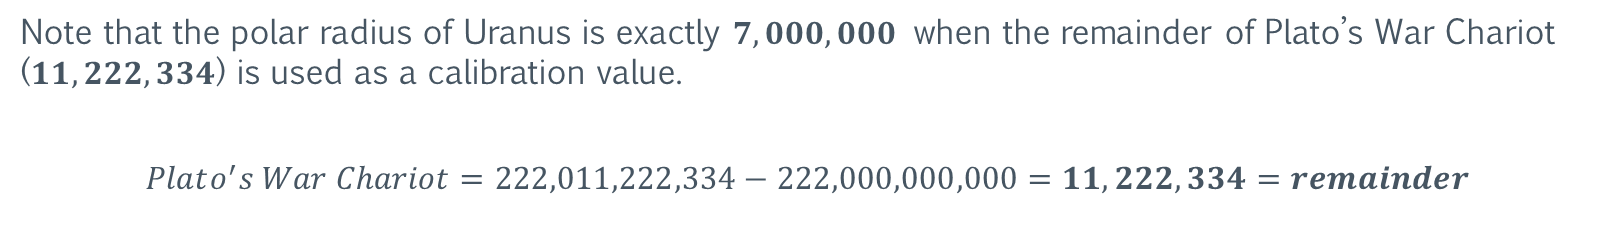 Note that the polar radius of Uranus is exactly 7,000,000 when the remainder of Plato’s War Chariot
(11,222,334) is used as a calibration value.
Plato's War Chariot = 222,011,222,334 − 222,000,000,000 = 11,222,334 = remainder